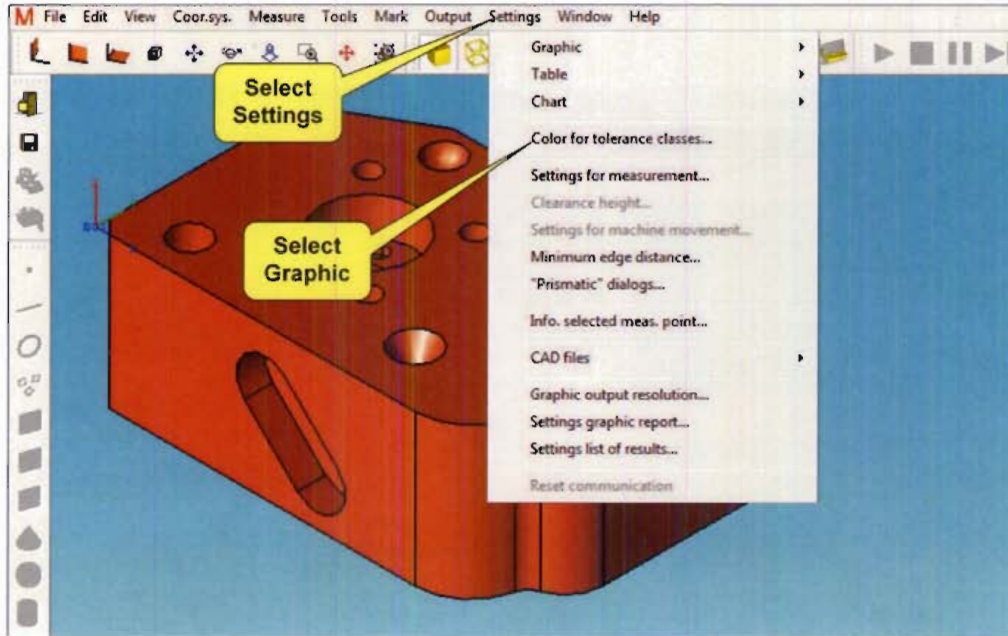 M File Edit View Coor.sys. Measure Tools Mark Output Settings Window Help
Select
Settings
Select
Graphic
Graphic
Table
Chart
Color for tolerance classes...
Settings for measurement...
Clearance height...
Settings for machine movement...
Minimum edge distance...
"Prismatic" dialogs...
Info. selected meas. point...
CAD files
Graphic output resolution...
Settings graphic report...
Settings list of results...
Reset communication